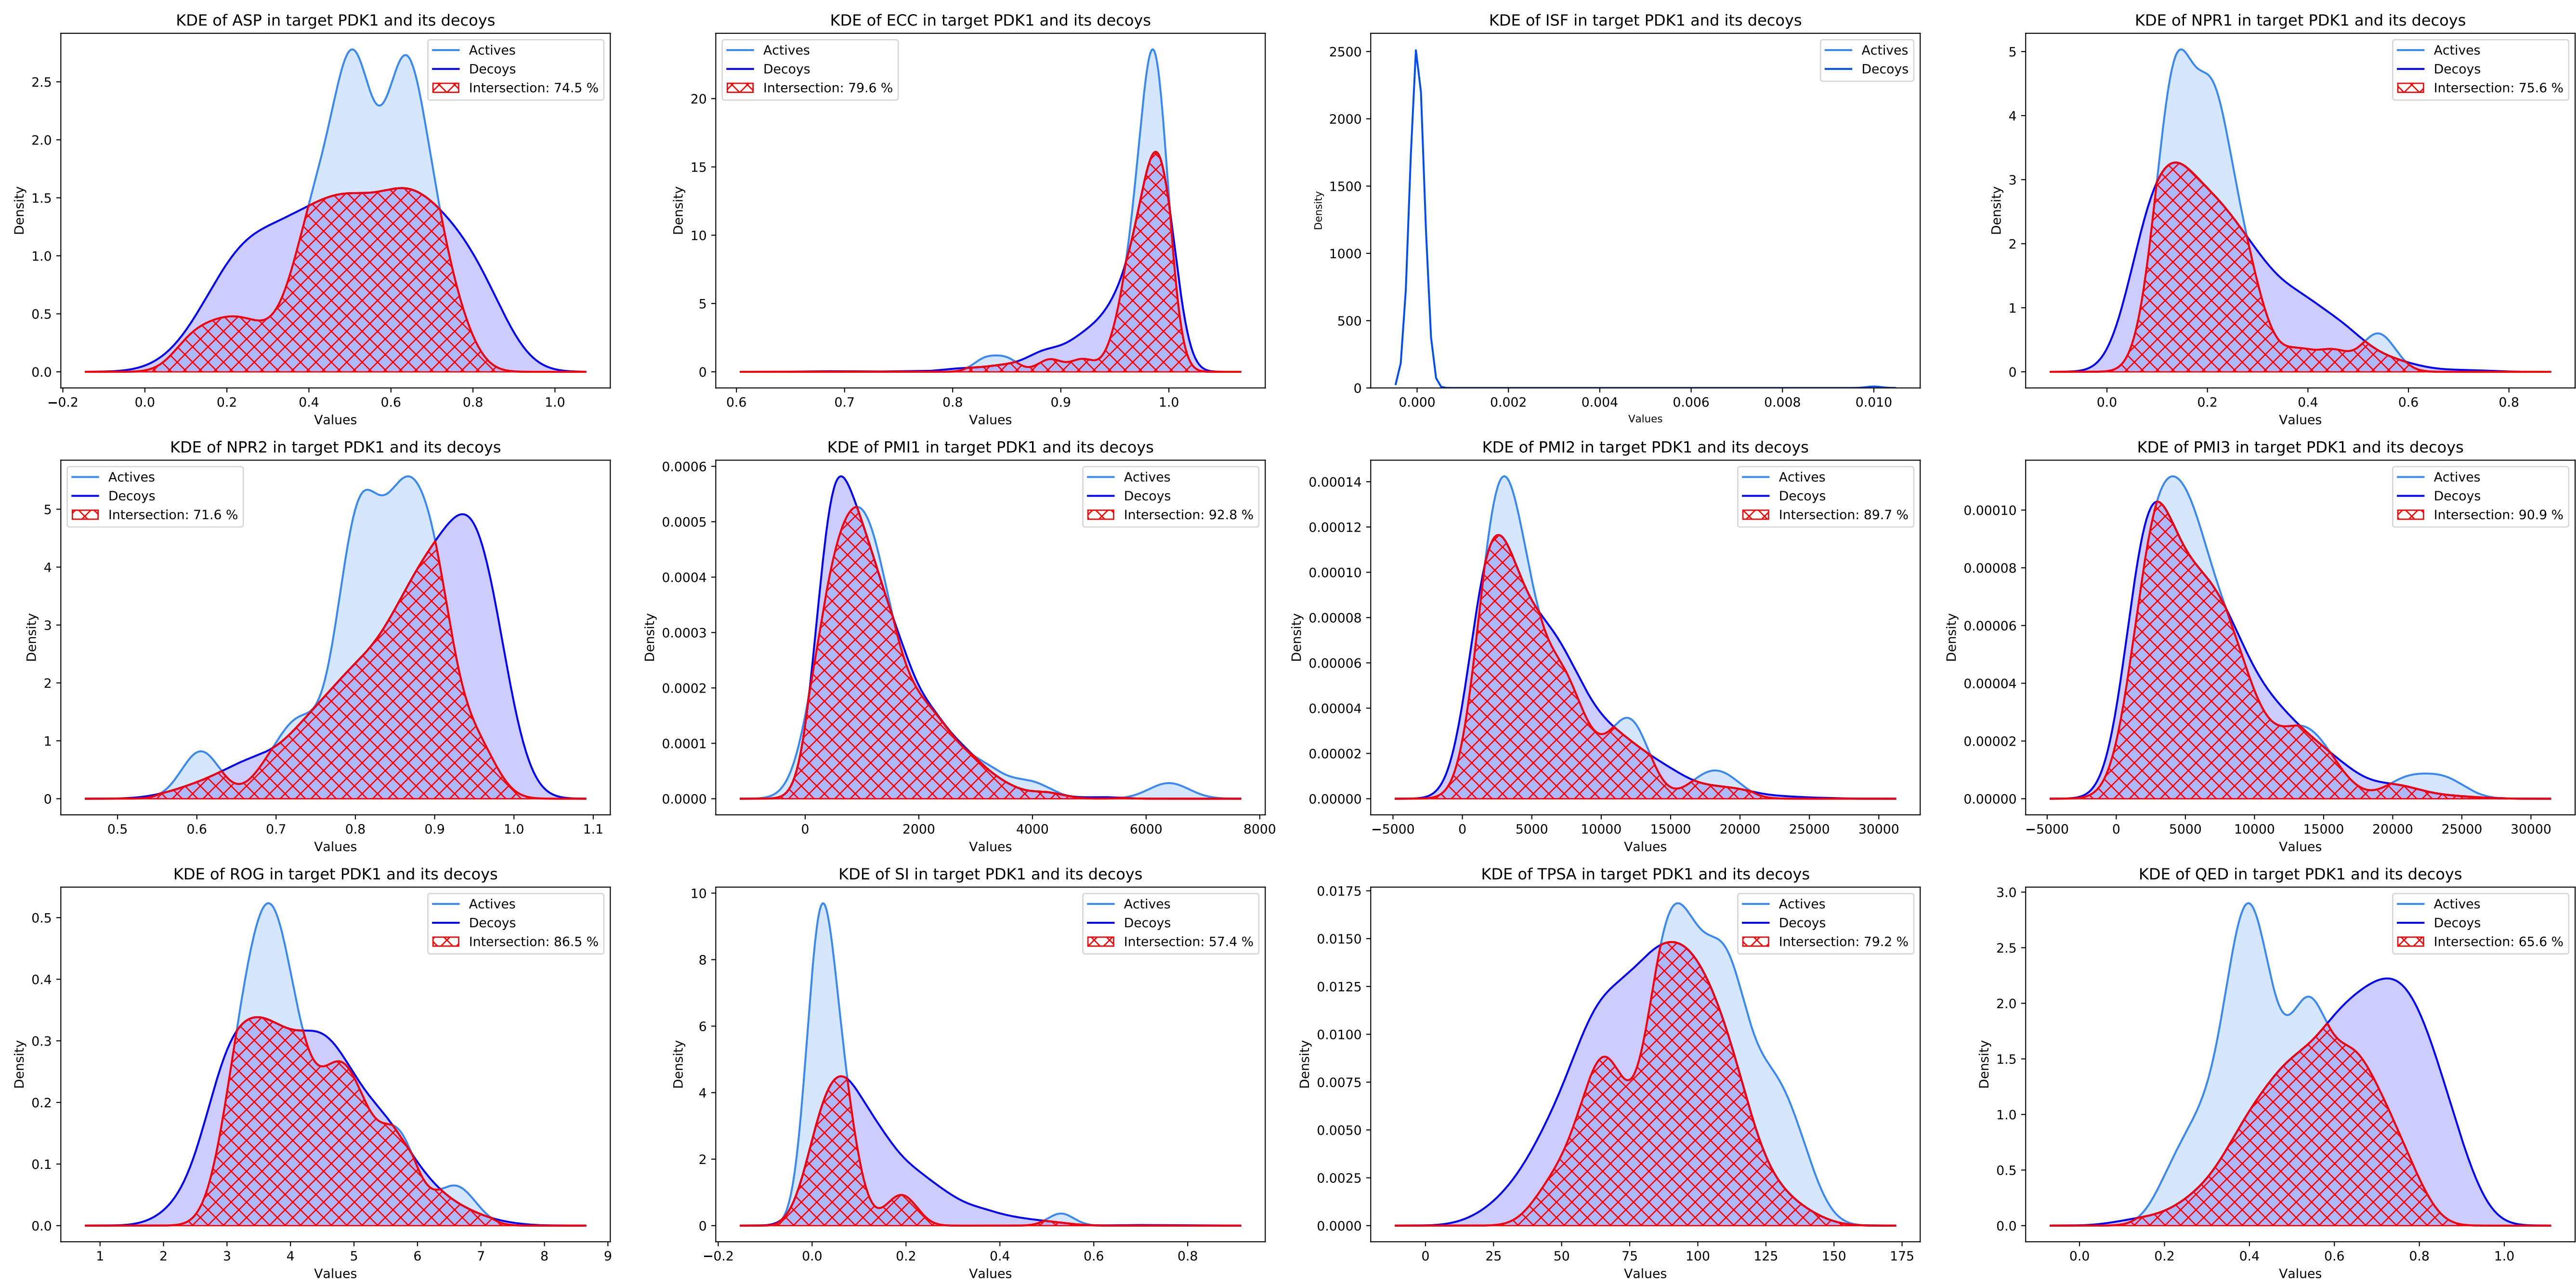 KDE of ASP in target PDK1 and its decoys
Actives
Decoys
Intersection: 74.5 %
Density
2.5
2.0
1.5
1.0
0.5
0.0
−0.2 0.0 0.2 0.4 0.6 0.8 1.0
Values
KDE of ECC in target PDK1 and its decoys
Actives
Decoys
Intersection: 79.6 %
Density
20
15
10
5
0
0.6 0.7 0.8 0.9 1.0
Values
KDE of ISF in target PDK1 and its decoys
Actives
Decoys
Density
2500
2000
1500
1000
500
0
0.000 0.002 0.004 0.006 0.008 0.010
Values
KDE of NPR1 in target PDK1 and its decoys
Actives
Decoys
Intersection: 75.6 %
Density
5
4
3
2
1
0
0.0 0.2 0.4 0.6 0.8
Values
KDE of NPR2 in target PDK1 and its decoys
Actives
Decoys
Intersection: 71.6 %
Density
5
4
3
2
1
0
0.5 0.6 0.7 0.8 0.9 1.0 1.1
Values
KDE of PMI1 in target PDK1 and its decoys
Actives
Decoys
Intersection: 92.8 %
Density
0.0006
0.0005
0.0004
0.0003
0.0002
0.0001
0.0000
0 2000 4000 6000 8000
Values
KDE of PMI2 in target PDK1 and its decoys
Actives
Decoys
Intersection: 89.7 %
Density
0.00014
0.00012
0.00010
0.00008
0.00006
0.00004
0.00002
0.00000
−5000 0 5000 10000 15000 20000 25000 30000
Values
KDE of PMI3 in target PDK1 and its decoys
Actives
Decoys
Intersection: 90.9 %
Density
0.00010
0.00008
0.00006
0.00004
0.00002
0.00000
−5000 0 5000 10000 15000 20000 25000 30000
Values
KDE of ROG in target PDK1 and its decoys
Actives
Decoys
Intersection: 86.5 %
Density
0.5
0.4
0.3
0.2
0.1
0.0
1 2 3 4 5 6 7 8 9
Values
KDE of SI in target PDK1 and its decoys
Actives
Decoys
Intersection: 57.4 %
Density
10
8
6
4
2
0
−0.2 0.0 0.2 0.4 0.6 0.8
Values
KDE of TPSA in target PDK1 and its decoys
Actives
Decoys
Intersection: 79.2 %
Density
0.0175
0.0150
0.0125
0.0100
0.0075
0.0050
0.0025
0.0000
0 25 50 75 100 125 150 175
Values
KDE of QED in target PDK1 and its decoys
Actives
Decoys
Intersection: 65.6 %
Density
3.0
2.5
2.0
1.5
1.0
0.5
0.0
0.0 0.2 0.4 0.6 0.8 1.0
Values